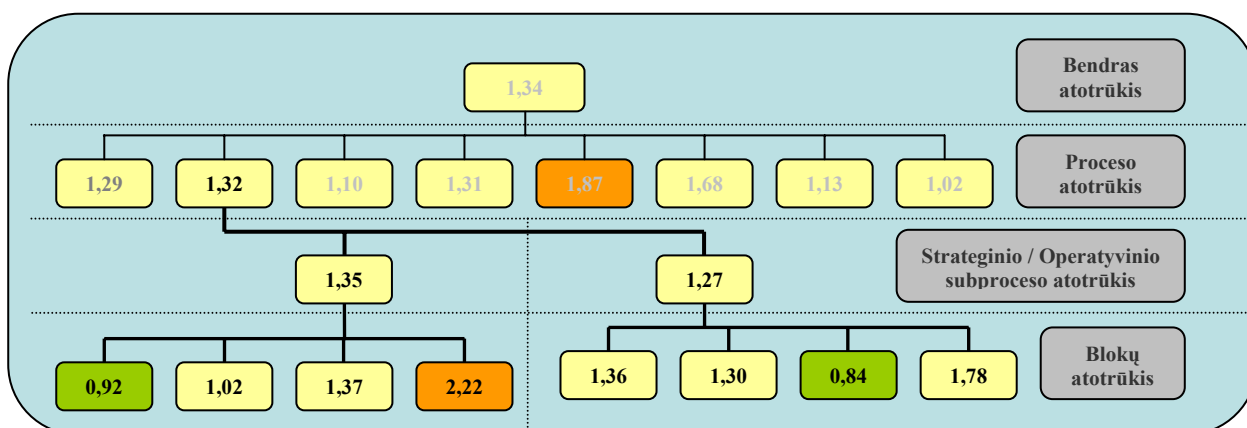 1,34
Bendras
atotrūkis
1,29 1,32 1,10 1,31 1,87 1,68 1,13 1,02
Proceso
atotrūkis
1,35 1,27
Strateginio / Operatyvinio
subproceso atotrūkis
0,92 1,02 1,37 2,22 1,36 1,30 0,84 1,78
Blokų
atotrūkis